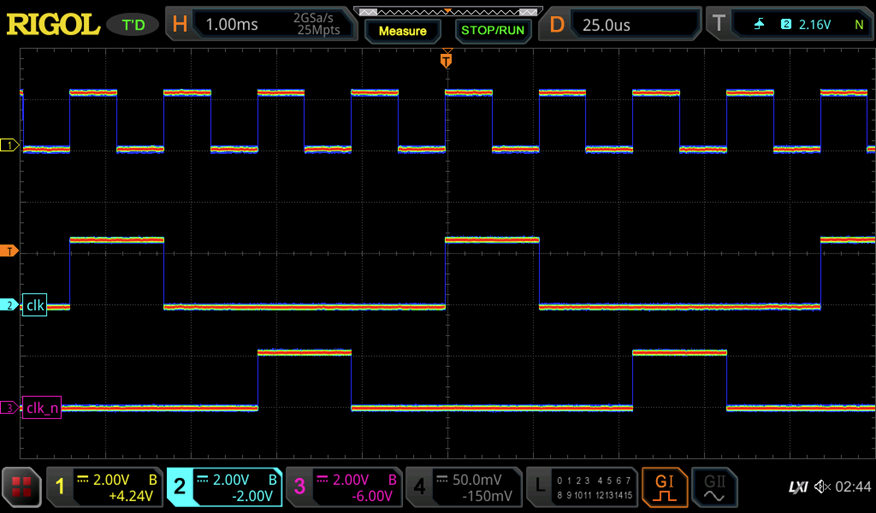 RIGOL T'D H 1.00ms 2GSa/s 25Mpts Measure STOP/RUN D 25.0us T 2 2.16V N
T
1
T
2 clk
3 clk_n
1 2.00V B +4.24V
2 2.00V B -2.00V
3 2.00V B -6.00V
4 50.0mV -150mV
L 0 1 2 3 4 5 6 7
8 9 10 11 12 13 14 15
GI GII LXI 02:44